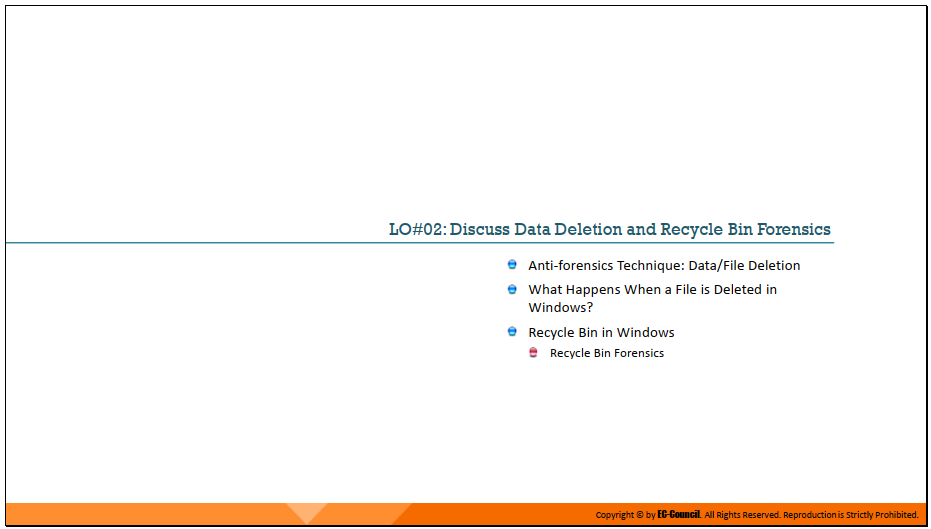 LO#02: Discuss Data Deletion and Recycle Bin Forensics
Anti-forensics Technique: Data/File Deletion
What Happens When a File is Deleted in
Windows?
Recycle Bin in Windows
Recycle Bin Forensics
Copyright © by EC-Council. All Rights Reserved. Reproduction is Strictly Prohibited.